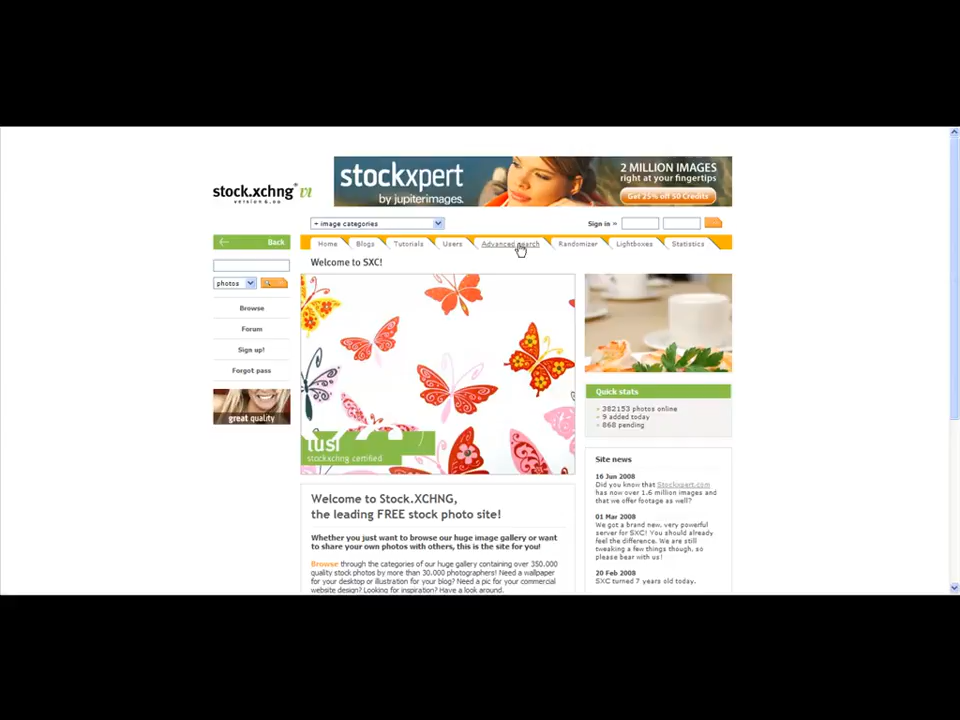 stockxpert
by jupiterimages.
2 MILLION IMAGES
right at your fingertips
Get 25% off 50 Credits
stock.xchng® vi
version 6.00
+ image categories
Sign in »
Back
Home
Blogs
Tutorials
Users
Advanced search
Randomizer
Lightboxes
Statistics
Welcome to SXC!
photos
Browse
Forum
Sign up!
Forgot pass
great quality
lusi
stockxchng certified
Quick stats
» 382153 photos online
» 9 added today
» 868 pending
Site news
16 Jun 2008
Did you know that Stockxpert.com
has now over 1.6 million images and
that we offer footage as well?
01 Mar 2008
We got a brand new, very powerful
server for SXC! You should already
feel the difference. We are still
tweaking a few things though, so
please bear with us!
20 Feb 2008
SXC turned 7 years old today.
Welcome to Stock.XCHNG,
the leading FREE stock photo site!
Whether you just want to browse our huge image gallery or want
to share your own photos with others, this is the site for you!
Browse through the categories of our huge gallery containing over 350.000
quality stock photos by more than 30.000 photographers! Need a wallpaper
for your desktop or illustration for your blog? Need a pic for your commercial
website design? Looking for inspiration? Have a look around.